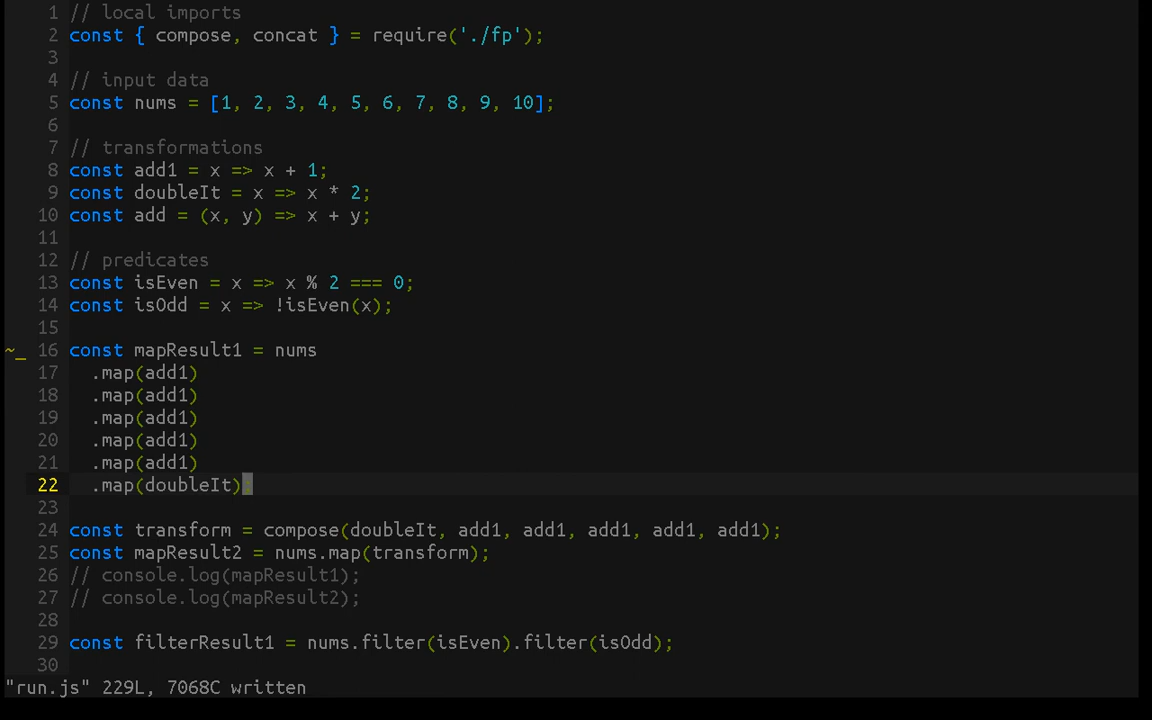 1 // local imports
2 const { compose, concat } = require('./fp');
3
4 // input data
5 const nums = [1, 2, 3, 4, 5, 6, 7, 8, 9, 10];
6
7 // transformations
8 const add1 = x => x + 1;
9 const doubleIt = x => x * 2;
10 const add = (x, y) => x + y;
11
12 // predicates
13 const isEven = x => x % 2 === 0;
14 const isOdd = x => !isEven(x);
15
~_ 16 const mapResult1 = nums
17   .map(add1)
18   .map(add1)
19   .map(add1)
20   .map(add1)
21   .map(add1)
22   .map(doubleIt);
23
24 const transform = compose(doubleIt, add1, add1, add1, add1, add1);
25 const mapResult2 = nums.map(transform);
26 // console.log(mapResult1);
27 // console.log(mapResult2);
28
29 const filterResult1 = nums.filter(isEven).filter(isOdd);
30
"run.js" 229L, 7068C written